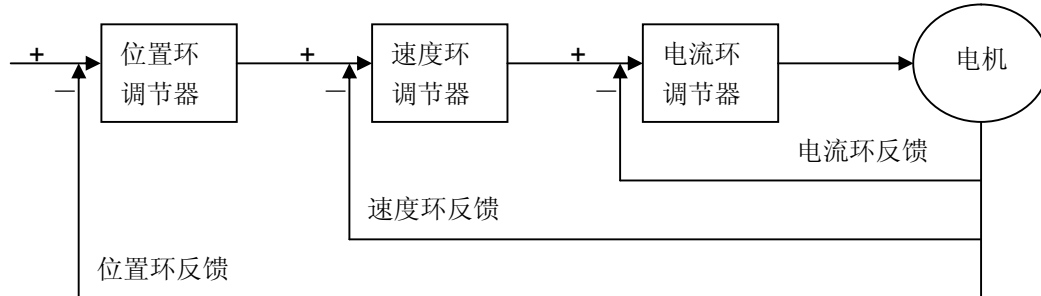 +
位置环
调节器
—
+
速度环
调节器
—
+
电流环
调节器
—
电机
电流环反馈
速度环反馈
位置环反馈